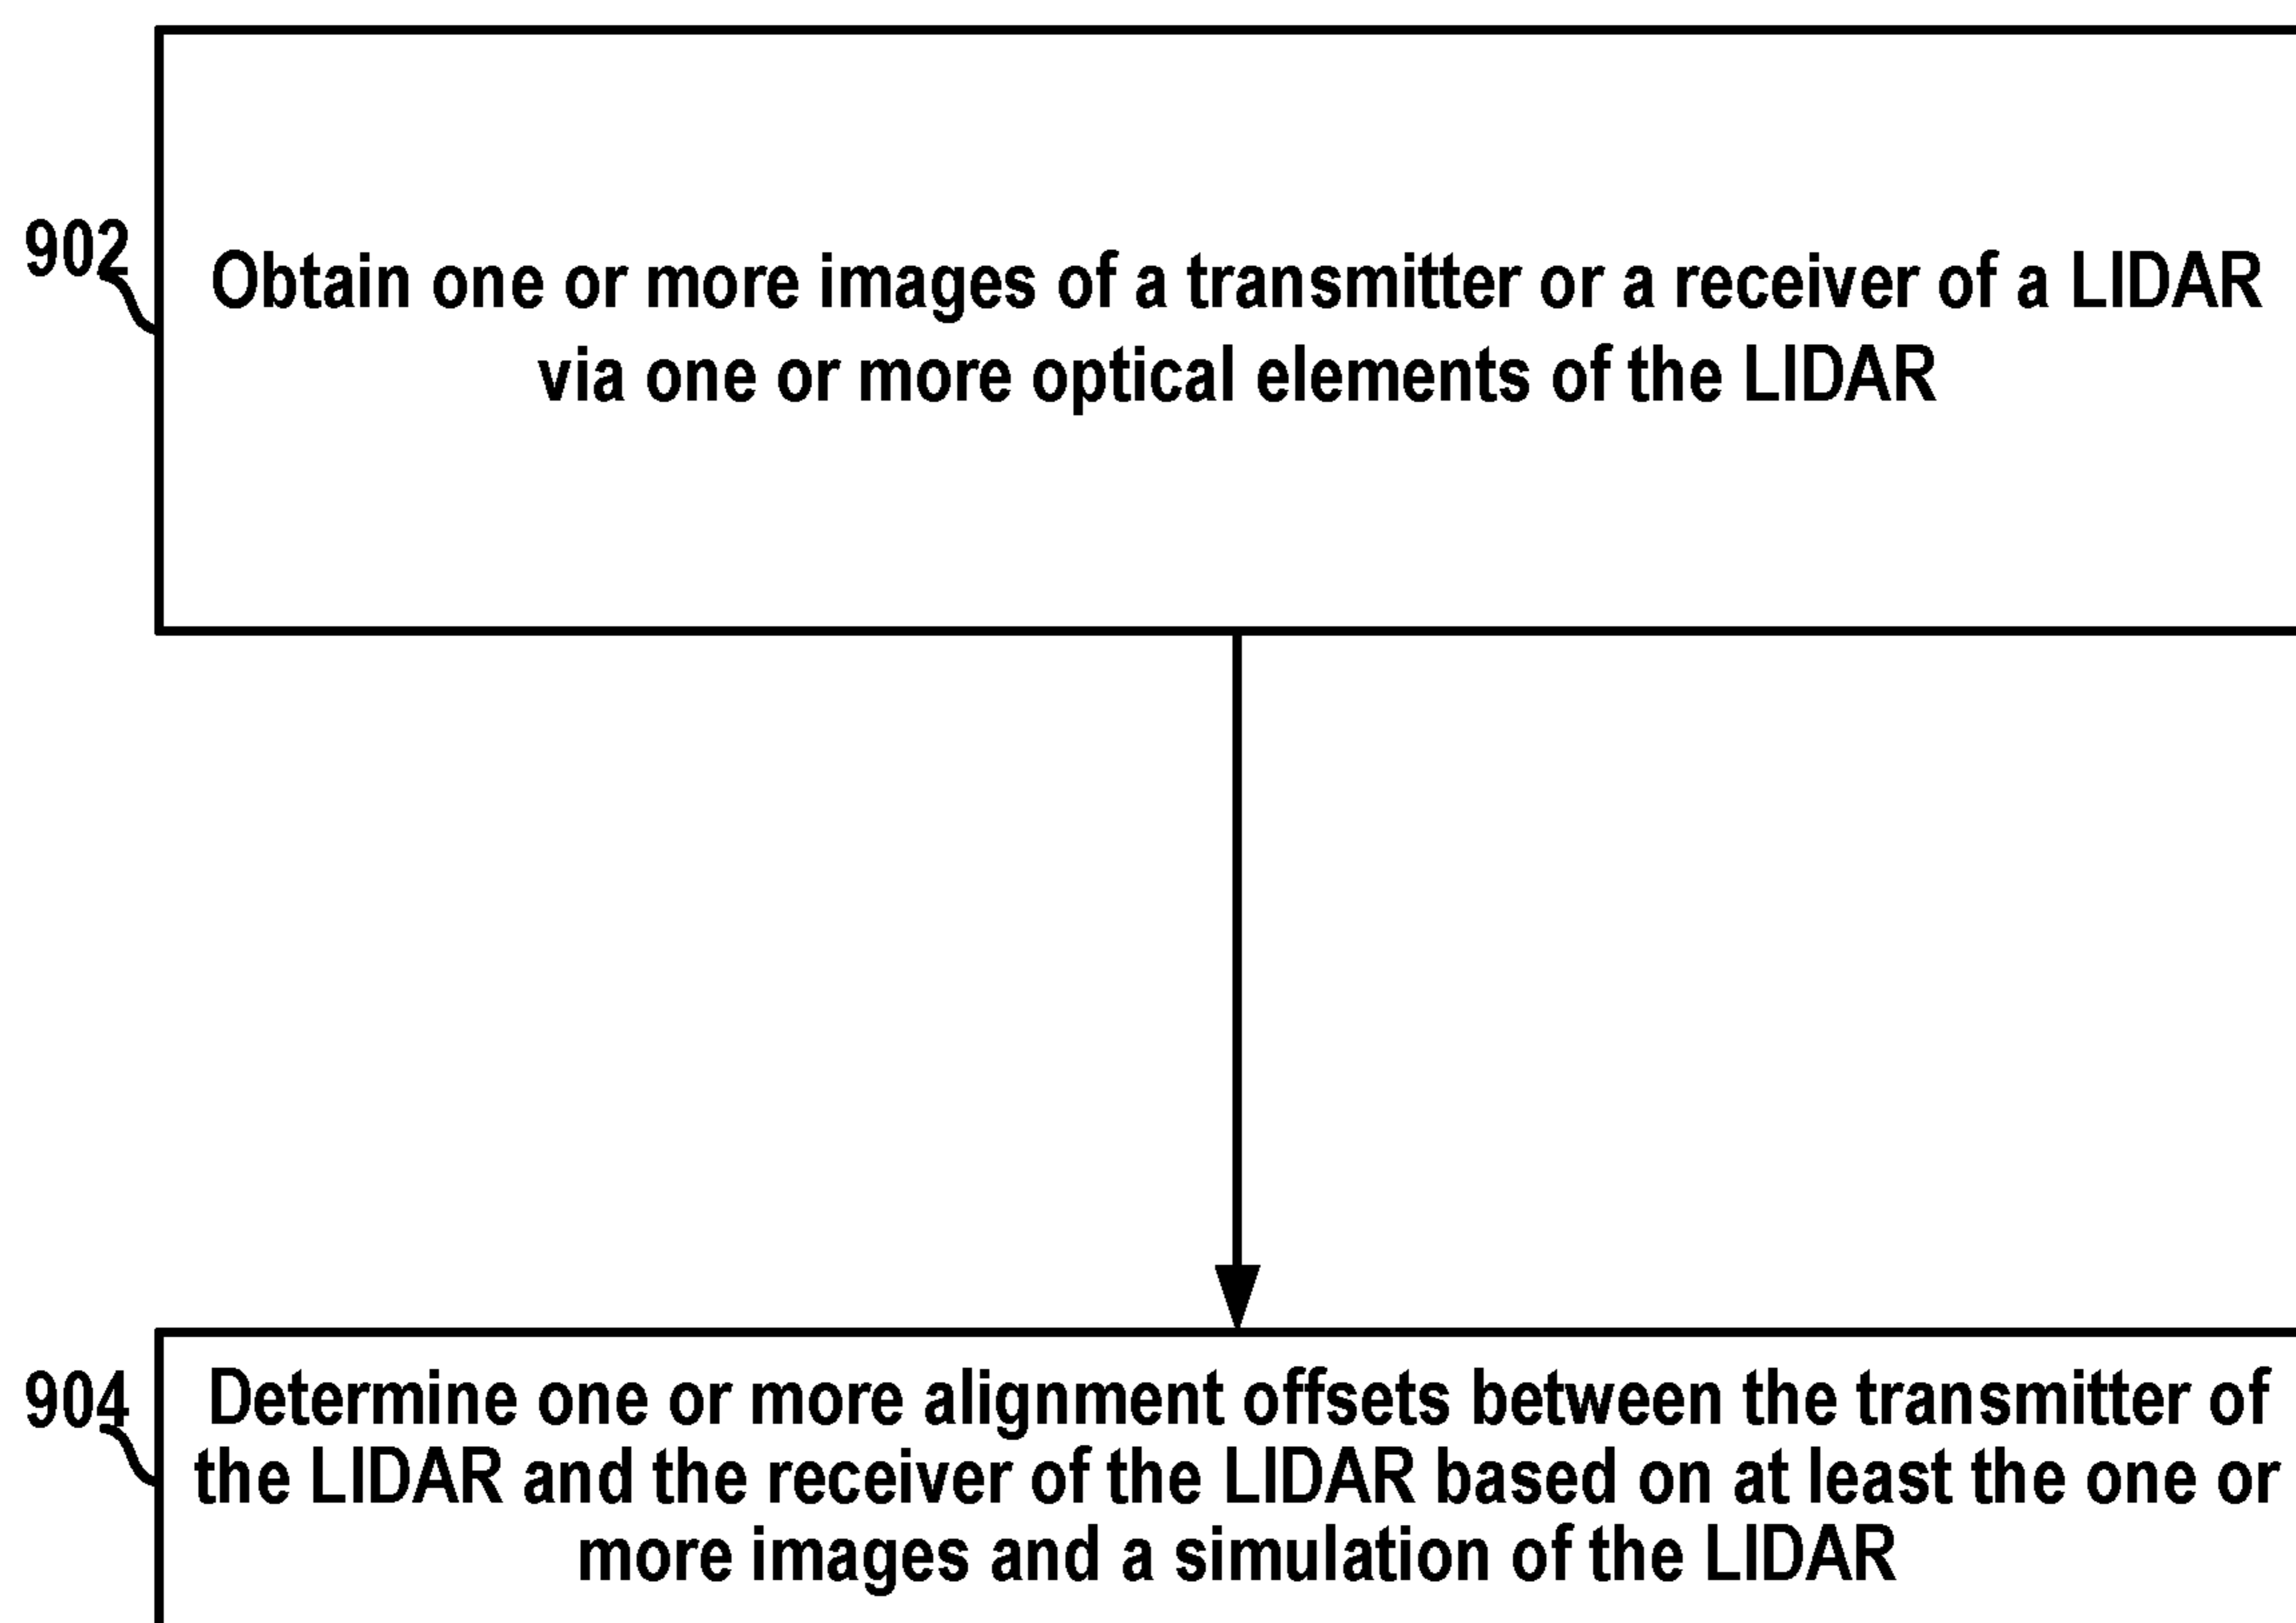 902
Obtain one or more images of a transmitter or a receiver of a LIDAR
via one or more optical elements of the LIDAR
904
Determine one or more alignment offsets between the transmitter of
the LIDAR and the receiver of the LIDAR based on at least the one or
more images and a simulation of the LIDAR